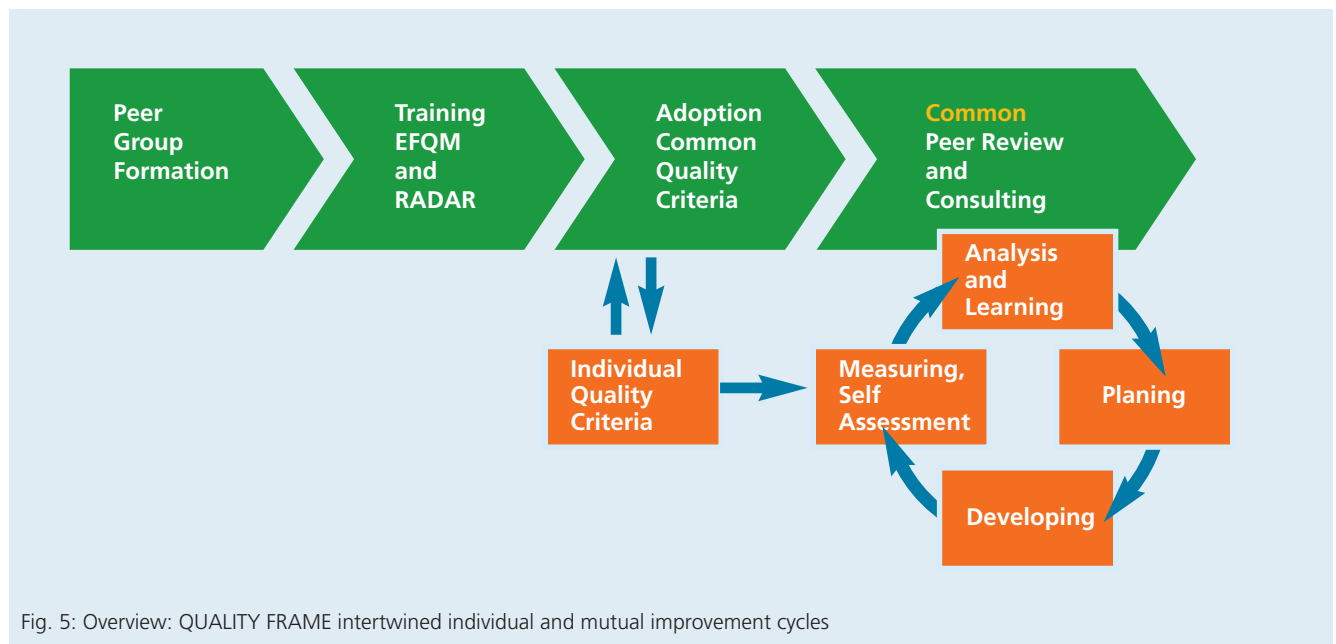 Peer
Group
Formation
Training
EFQM
and
RADAR
Adoption
Common
Quality
Criteria
Common
Peer Review
and
Consulting
Analysis
and
Learning
Individual
Quality
Criteria
Measuring,
Self
Assessment
Planing
Developing
Fig. 5: Overview: QUALITY FRAME intertwined individual and mutual improvement cycles